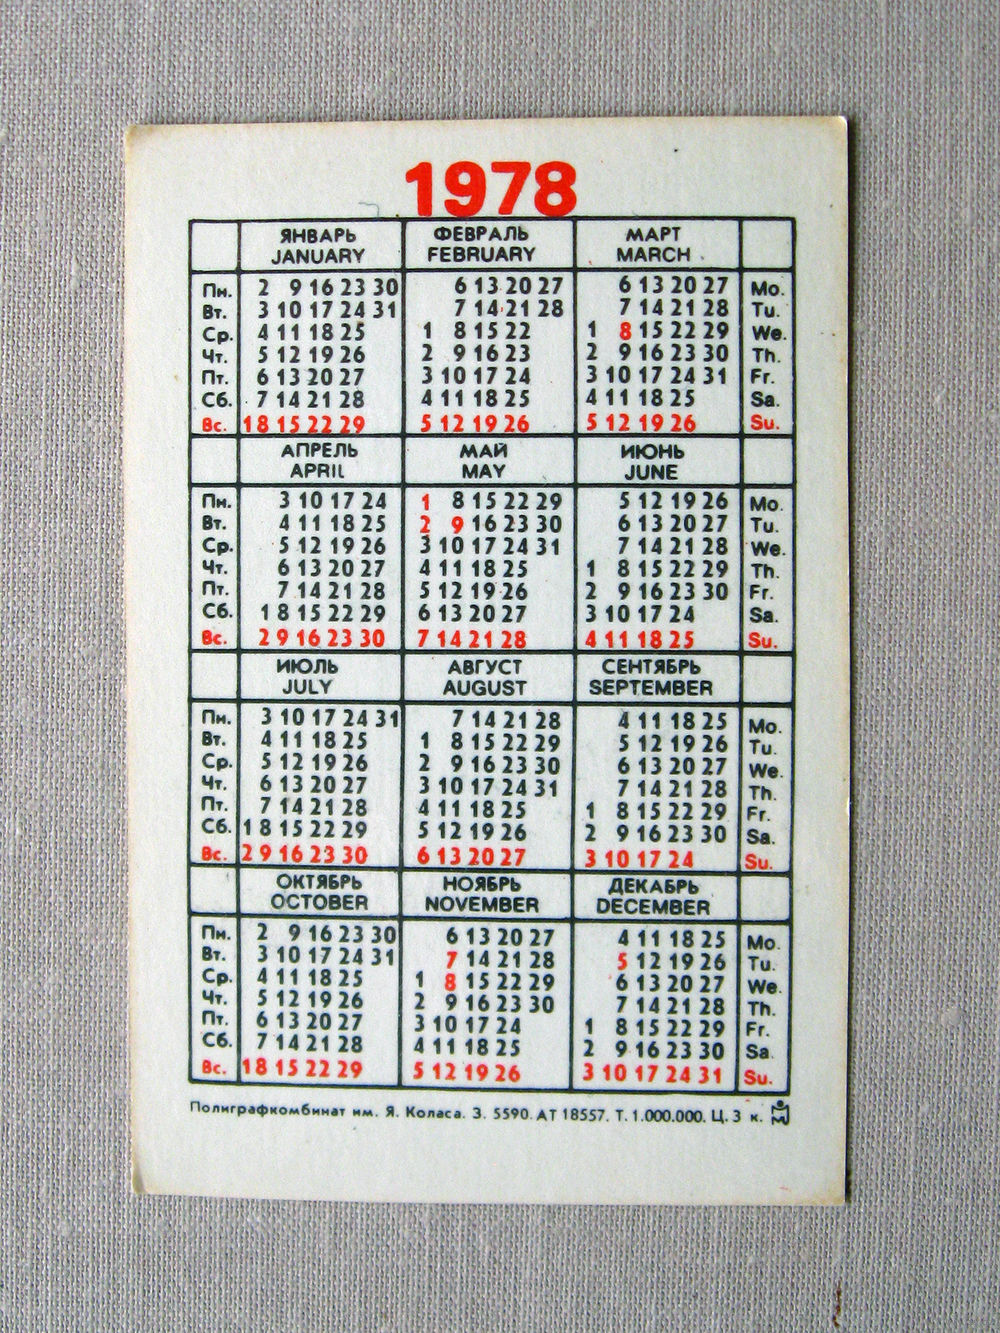 1978
ЯНВАРЬ ФЕВРАЛЬ МАРТ
JANUARY FEBRUARY MARCH
Пн. 2 9 16 23 30 6 13 20 27 6 13 20 27 Mo.
Вт. 3 10 17 24 31 7 14 21 28 7 14 21 28 Tu.
Ср. 4 11 18 25 1 8 15 22 1 8 15 22 29 We.
Чт. 5 12 19 26 2 9 16 23 2 9 16 23 30 Th.
Пт. 6 13 20 27 3 10 17 24 3 10 17 24 31 Fr.
Сб. 7 14 21 28 4 11 18 25 4 11 18 25 Sa.
Вс. 1 8 15 22 29 5 12 19 26 5 12 19 26 Su.
АПРЕЛЬ МАЙ ИЮНЬ
APRIL MAY JUNE
Пн. 3 10 17 24 1 8 15 22 29 5 12 19 26 Mo.
Вт. 4 11 18 25 2 9 16 23 30 6 13 20 27 Tu.
Ср. 5 12 19 26 3 10 17 24 31 7 14 21 28 We.
Чт. 6 13 20 27 4 11 18 25 1 8 15 22 29 Th.
Пт. 7 14 21 28 5 12 19 26 2 9 16 23 30 Fr.
Сб. 1 8 15 22 29 6 13 20 27 3 10 17 24 Sa.
Вс. 2 9 16 23 30 7 14 21 28 4 11 18 25 Su.
ИЮЛЬ АВГУСТ СЕНТЯБРЬ
JULY AUGUST SEPTEMBER
Пн. 3 10 17 24 31 7 14 21 28 4 11 18 25 Mo.
Вт. 4 11 18 25 1 8 15 22 29 5 12 19 26 Tu.
Ср. 5 12 19 26 2 9 16 23 30 6 13 20 27 We.
Чт. 6 13 20 27 3 10 17 24 31 7 14 21 28 Th.
Пт. 7 14 21 28 4 11 18 25 1 8 15 22 29 Fr.
Сб. 1 8 15 22 29 5 12 19 26 2 9 16 23 30 Sa.
Вс. 2 9 16 23 30 6 13 20 27 3 10 17 24 Su.
ОКТЯБРЬ НОЯБРЬ ДЕКАБРЬ
OCTOBER NOVEMBER DECEMBER
Пн. 2 9 16 23 30 6 13 20 27 4 11 18 25 Mo.
Вт. 3 10 17 24 31 7 14 21 28 5 12 19 26 Tu.
Ср. 4 11 18 25 1 8 15 22 29 6 13 20 27 We.
Чт. 5 12 19 26 2 9 16 23 30 7 14 21 28 Th.
Пт. 6 13 20 27 3 10 17 24 1 8 15 22 29 Fr.
Сб. 7 14 21 28 4 11 18 25 2 9 16 23 30 Sa.
Вс. 1 8 15 22 29 5 12 19 26 3 10 17 24 31 Su.
Полиграфкомбинат им. Я. Коласа. З. 5590. АТ 18557. Т. 1.000.000. Ц. 3 к.